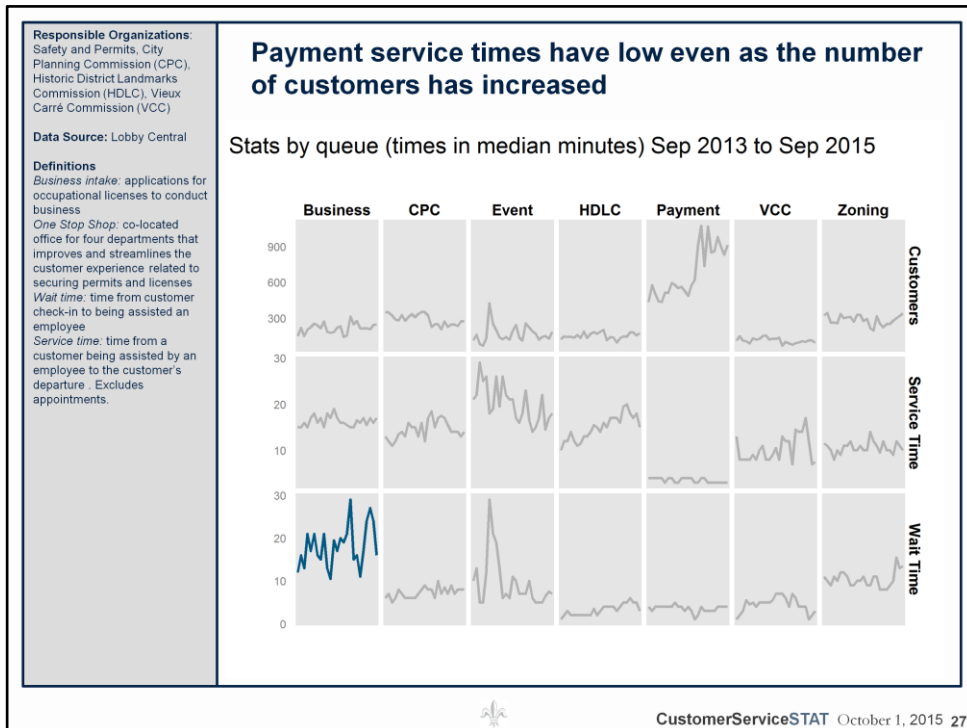 Responsible Organizations:
Safety and Permits, City
Planning Commission (CPC),
Historic District Landmarks
Commission (HDLC), Vieux
Carré Commission (VCC)
Data Source: Lobby Central
Definitions
Business intake: applications for
occupational licenses to conduct
business
One Stop Shop: co-located
office for four departments that
improves and streamlines the
customer experience related to
securing permits and licenses
Wait time: time from customer
check-in to being assisted an
employee
Service time: time from a
customer being assisted by an
employee to the customer’s
departure . Excludes
appointments.
Payment service times have low even as the number
of customers has increased
Stats by queue (times in median minutes) Sep 2013 to Sep 2015
Business CPC Event HDLC Payment VCC Zoning
900
600
300
Customers
30
20
10
Service Time
30
20
10
0
Wait Time
CustomerServiceSTAT October 1, 2015 27